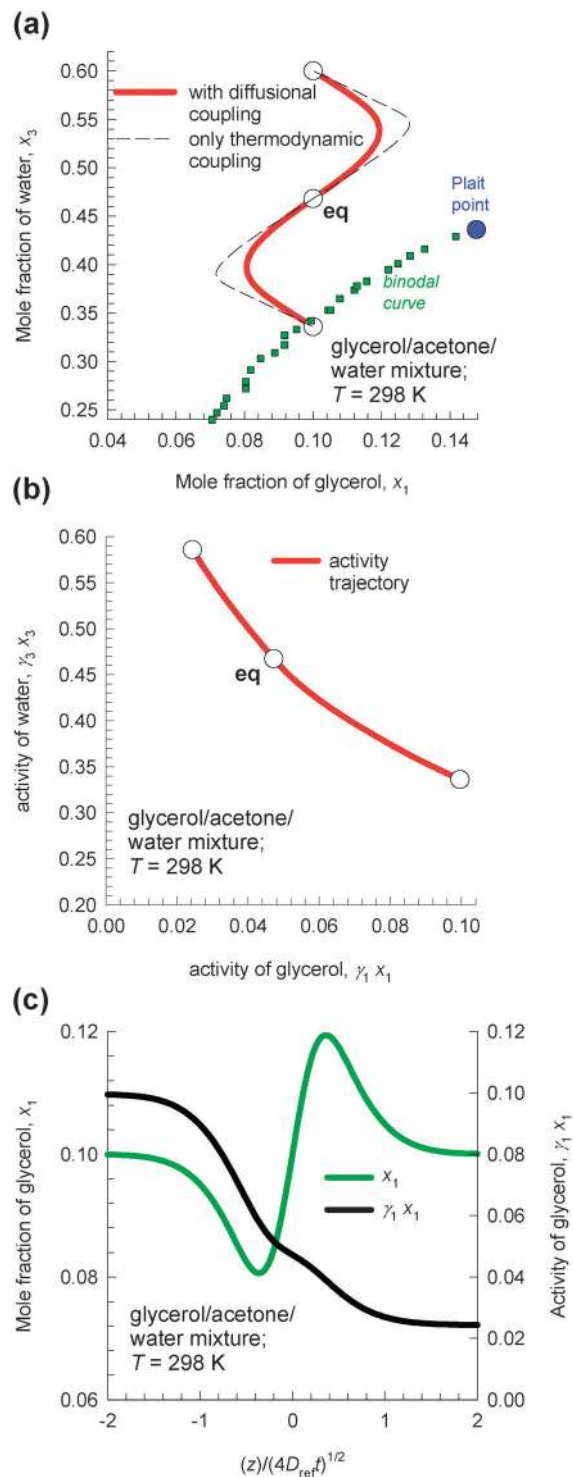 (a)
0.60
0.55
0.50
0.45
0.40
0.35
0.30
0.25
Mole fraction of water, x3
with diffusional
coupling
only thermodynamic
coupling
eq
Plait
point
binodal
curve
glycerol/acetone/
water mixture;
T = 298 K
0.04 0.06 0.08 0.10 0.12 0.14
Mole fraction of glycerol, x1
(b)
0.60
0.55
0.50
0.45
0.40
0.35
0.30
0.25
0.20
activity of water, γ3 x3
activity
trajectory
eq
glycerol/acetone/
water mixture;
T = 298 K
0.00 0.02 0.04 0.06 0.08 0.10
activity of glycerol, γ1 x1
(c)
0.12
0.10
0.08
0.06
Mole fraction of glycerol, x1
x1
γ1 x1
glycerol/acetone/
water mixture;
T = 298 K
0.12
0.10
0.08
0.06
0.04
0.02
0.00
Activity of glycerol, γ1 x1
-2 -1 0 1 2
(z)/(4Dreft)1/2